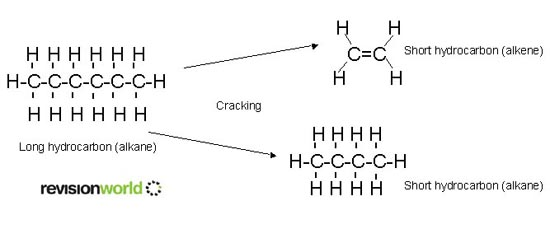 H H H H H H
H-C-C-C-C-C-C-H
H H H H H H
Long hydrocarbon (alkane)
Cracking
H H
C=C
H H
Short hydrocarbon (alkene)
H H H H
H-C-C-C-C-H
H H H H
Short hydrocarbon (alkane)
revisionworld